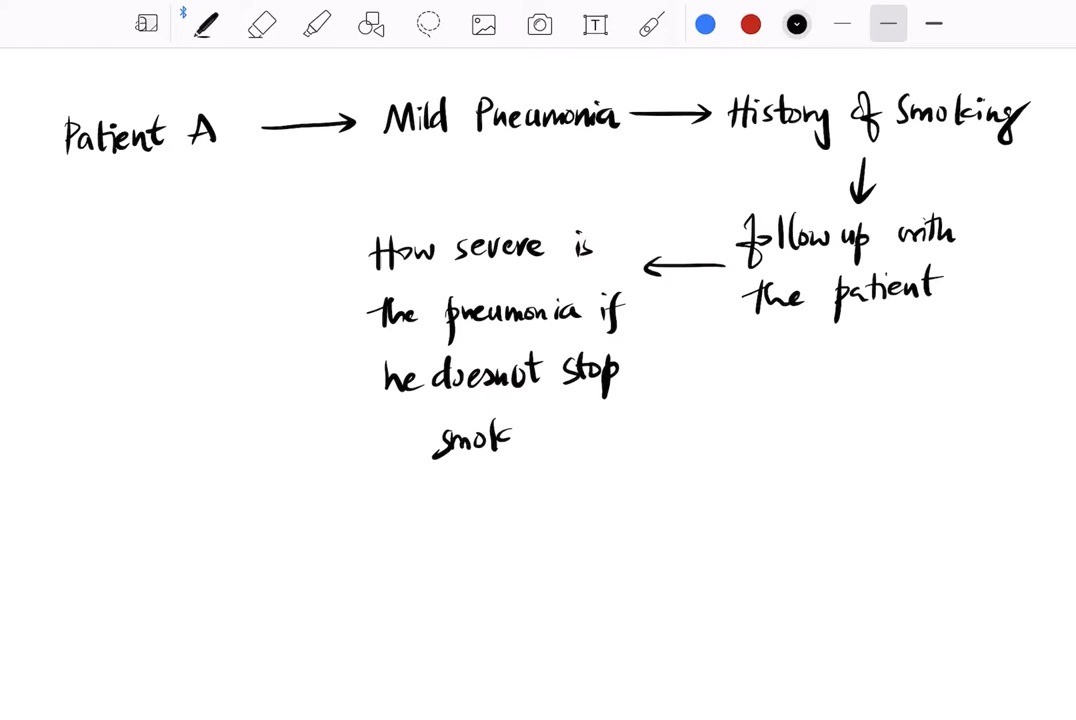 Patient A → Mild Pneumonia → History of Smoking
↓
follow up with
the patient
←
How severe is
the pneumonia if
he doesnot stop
smok